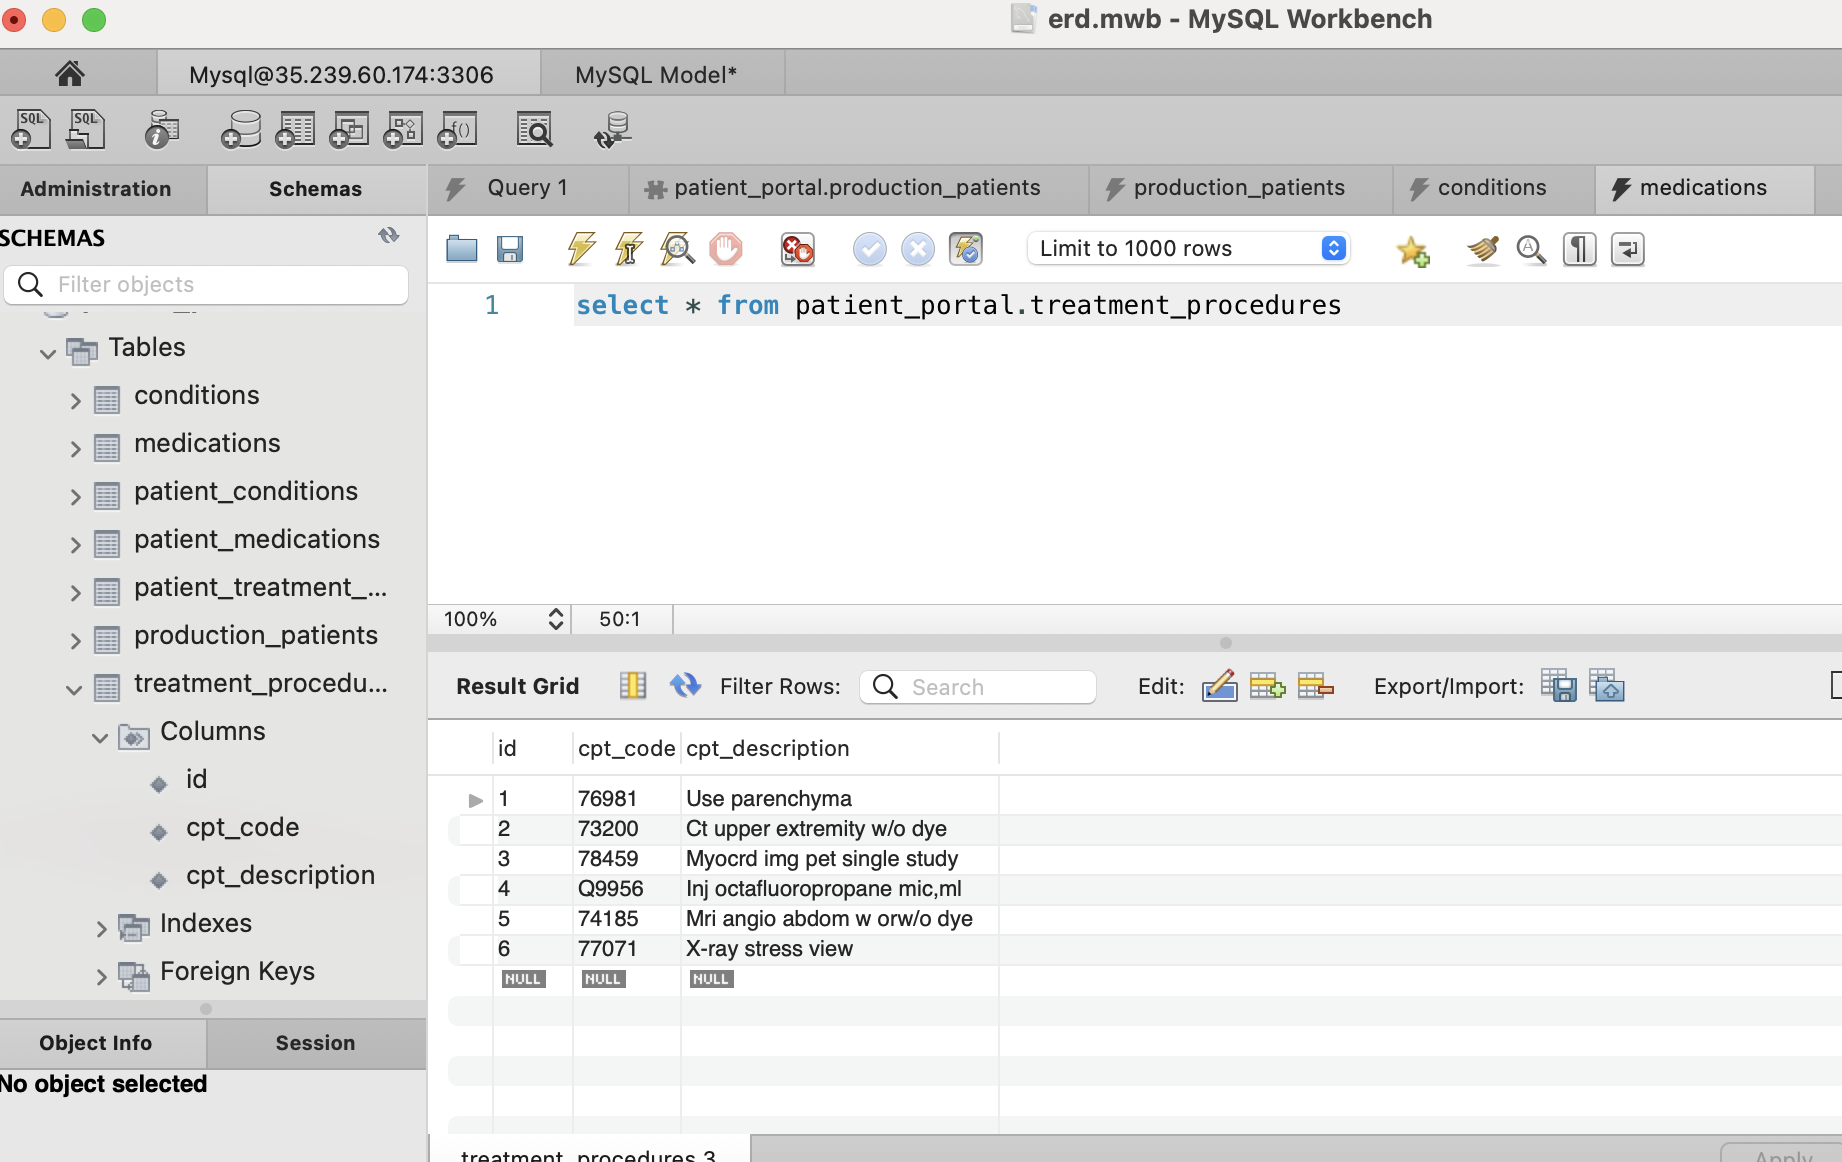 erd.mwb - MySQL Workbench
Mysql@35.239.60.174:3306 MySQL Model*
SQL SQL
Administration Schemas Query 1 patient_portal.production_patients production_patients conditions medications
SCHEMAS
Limit to 1000 rows
Filter objects
1 select * from patient_portal.treatment_procedures
Tables
conditions
medications
patient_conditions
patient_medications
patient_treatment_...
production_patients
treatment_procedu...
Columns
id
cpt_code
cpt_description
Indexes
Foreign Keys
100% 50:1
Result Grid Filter Rows: Search Edit: Export/Import:
id cpt_code cpt_description
1 76981 Use parenchyma
2 73200 Ct upper extremity w/o dye
3 78459 Myocrd img pet single study
4 Q9956 Inj octafluoropropane mic,ml
5 74185 Mri angio abdom w orw/o dye
6 77071 X-ray stress view
NULL NULL NULL
Object Info Session
No object selected
treatment_procedures 3
Apply